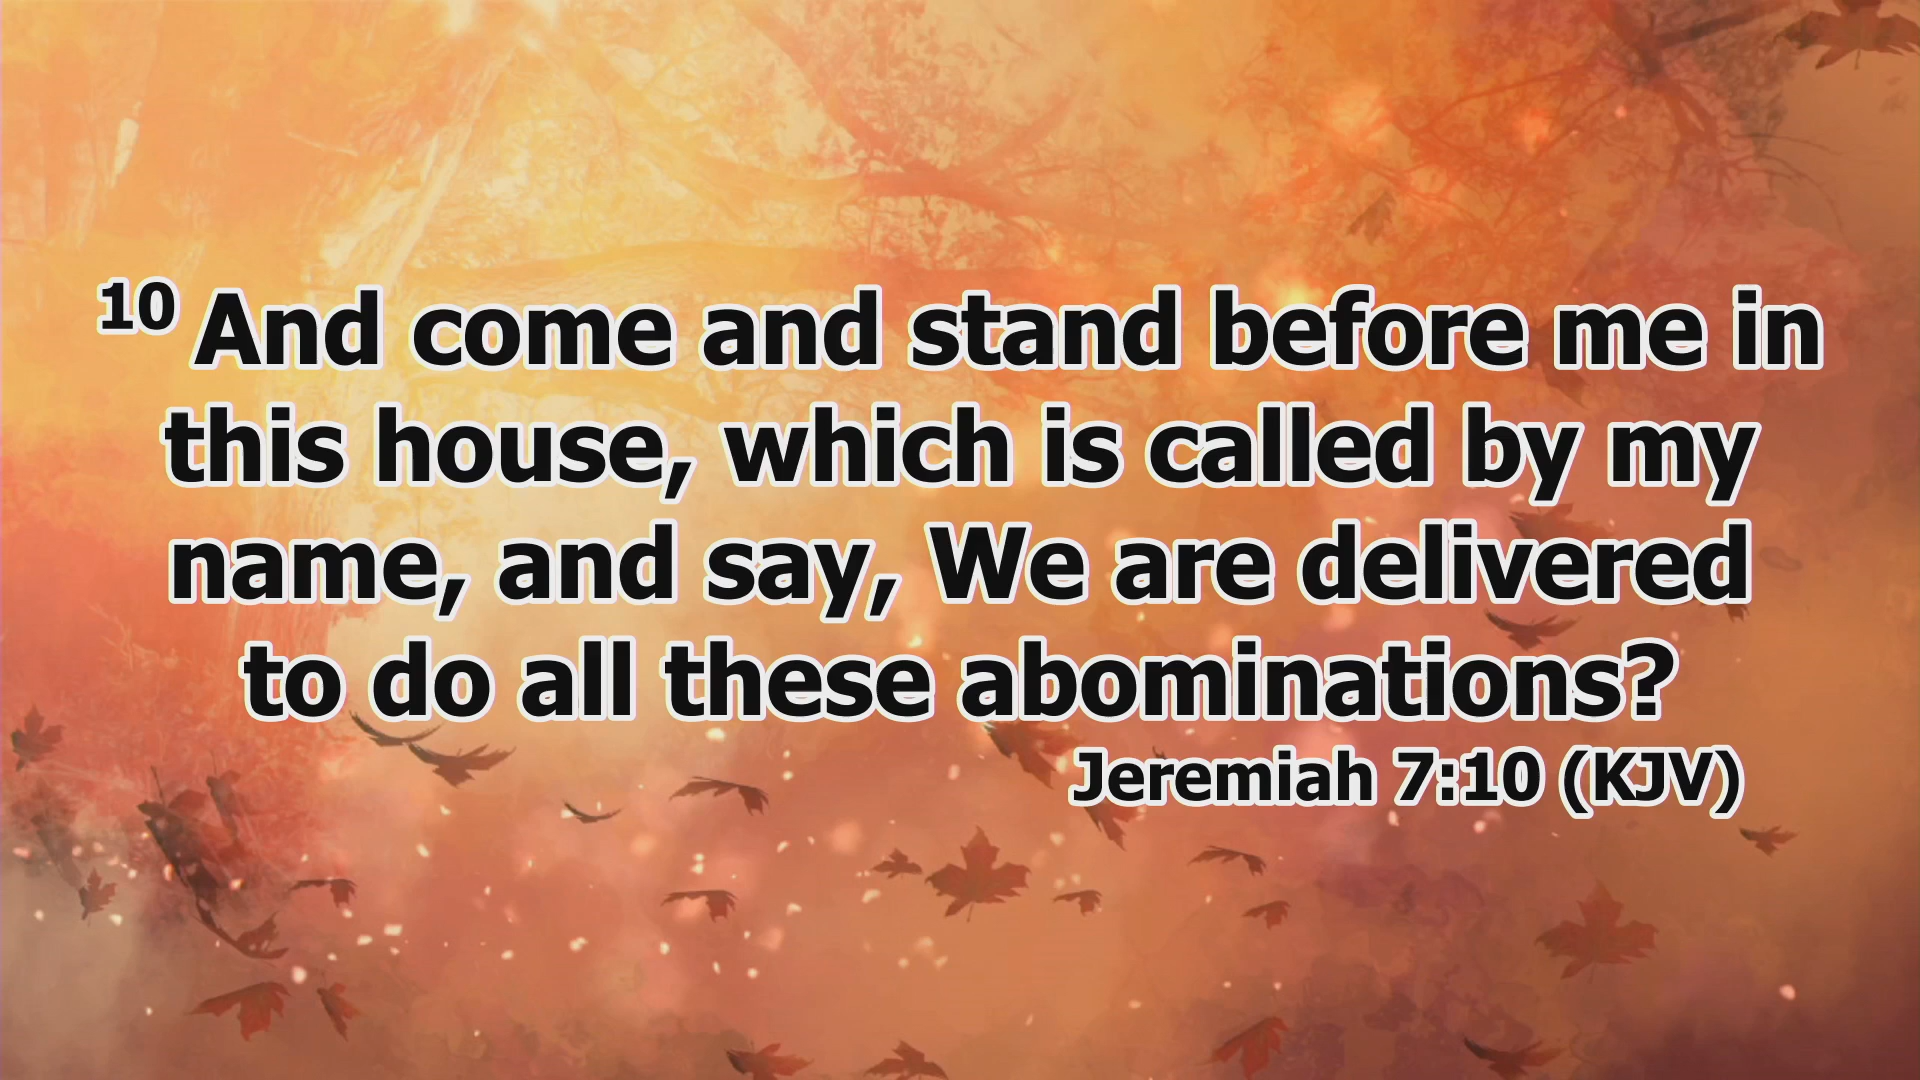 10 And come and stand before me in
this house, which is called by my
name, and say, We are delivered
to do all these abominations?
Jeremiah 7:10 (KJV)